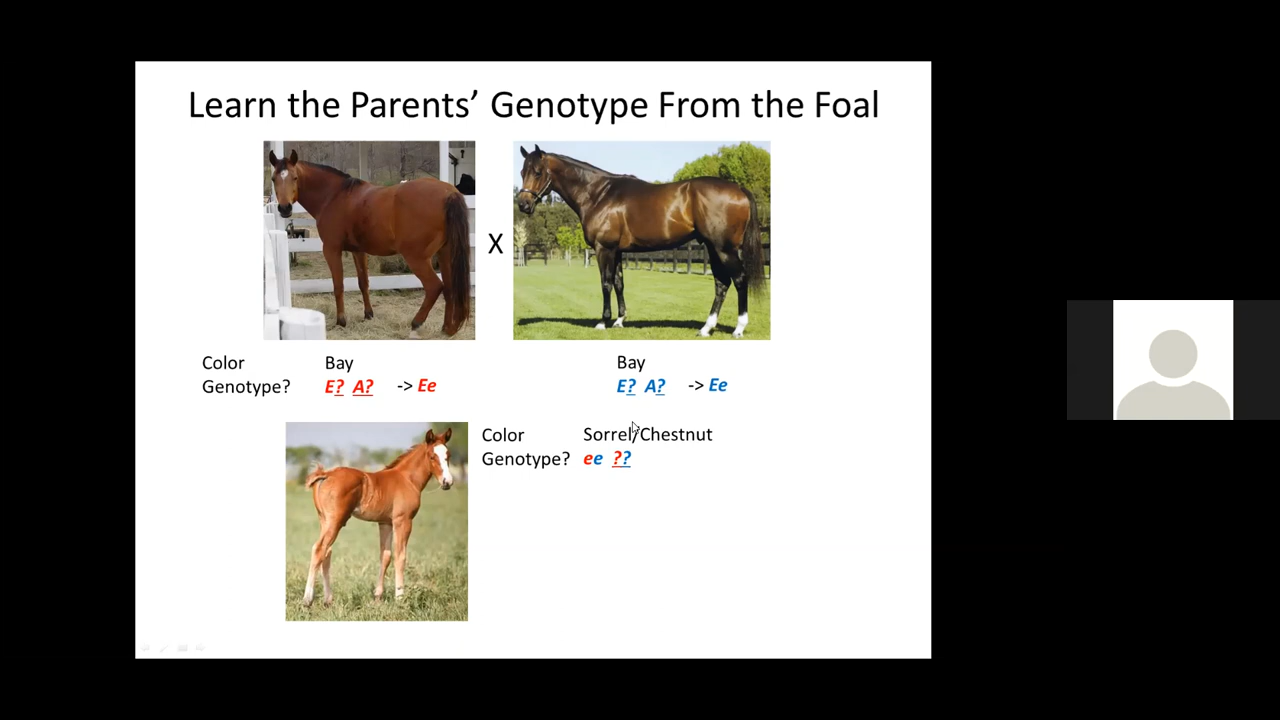 Learn the Parents’ Genotype From the Foal
X
Color Bay Bay
Genotype? E? A? -> Ee E? A? -> Ee
Color Sorrel/Chestnut
Genotype? ee ??